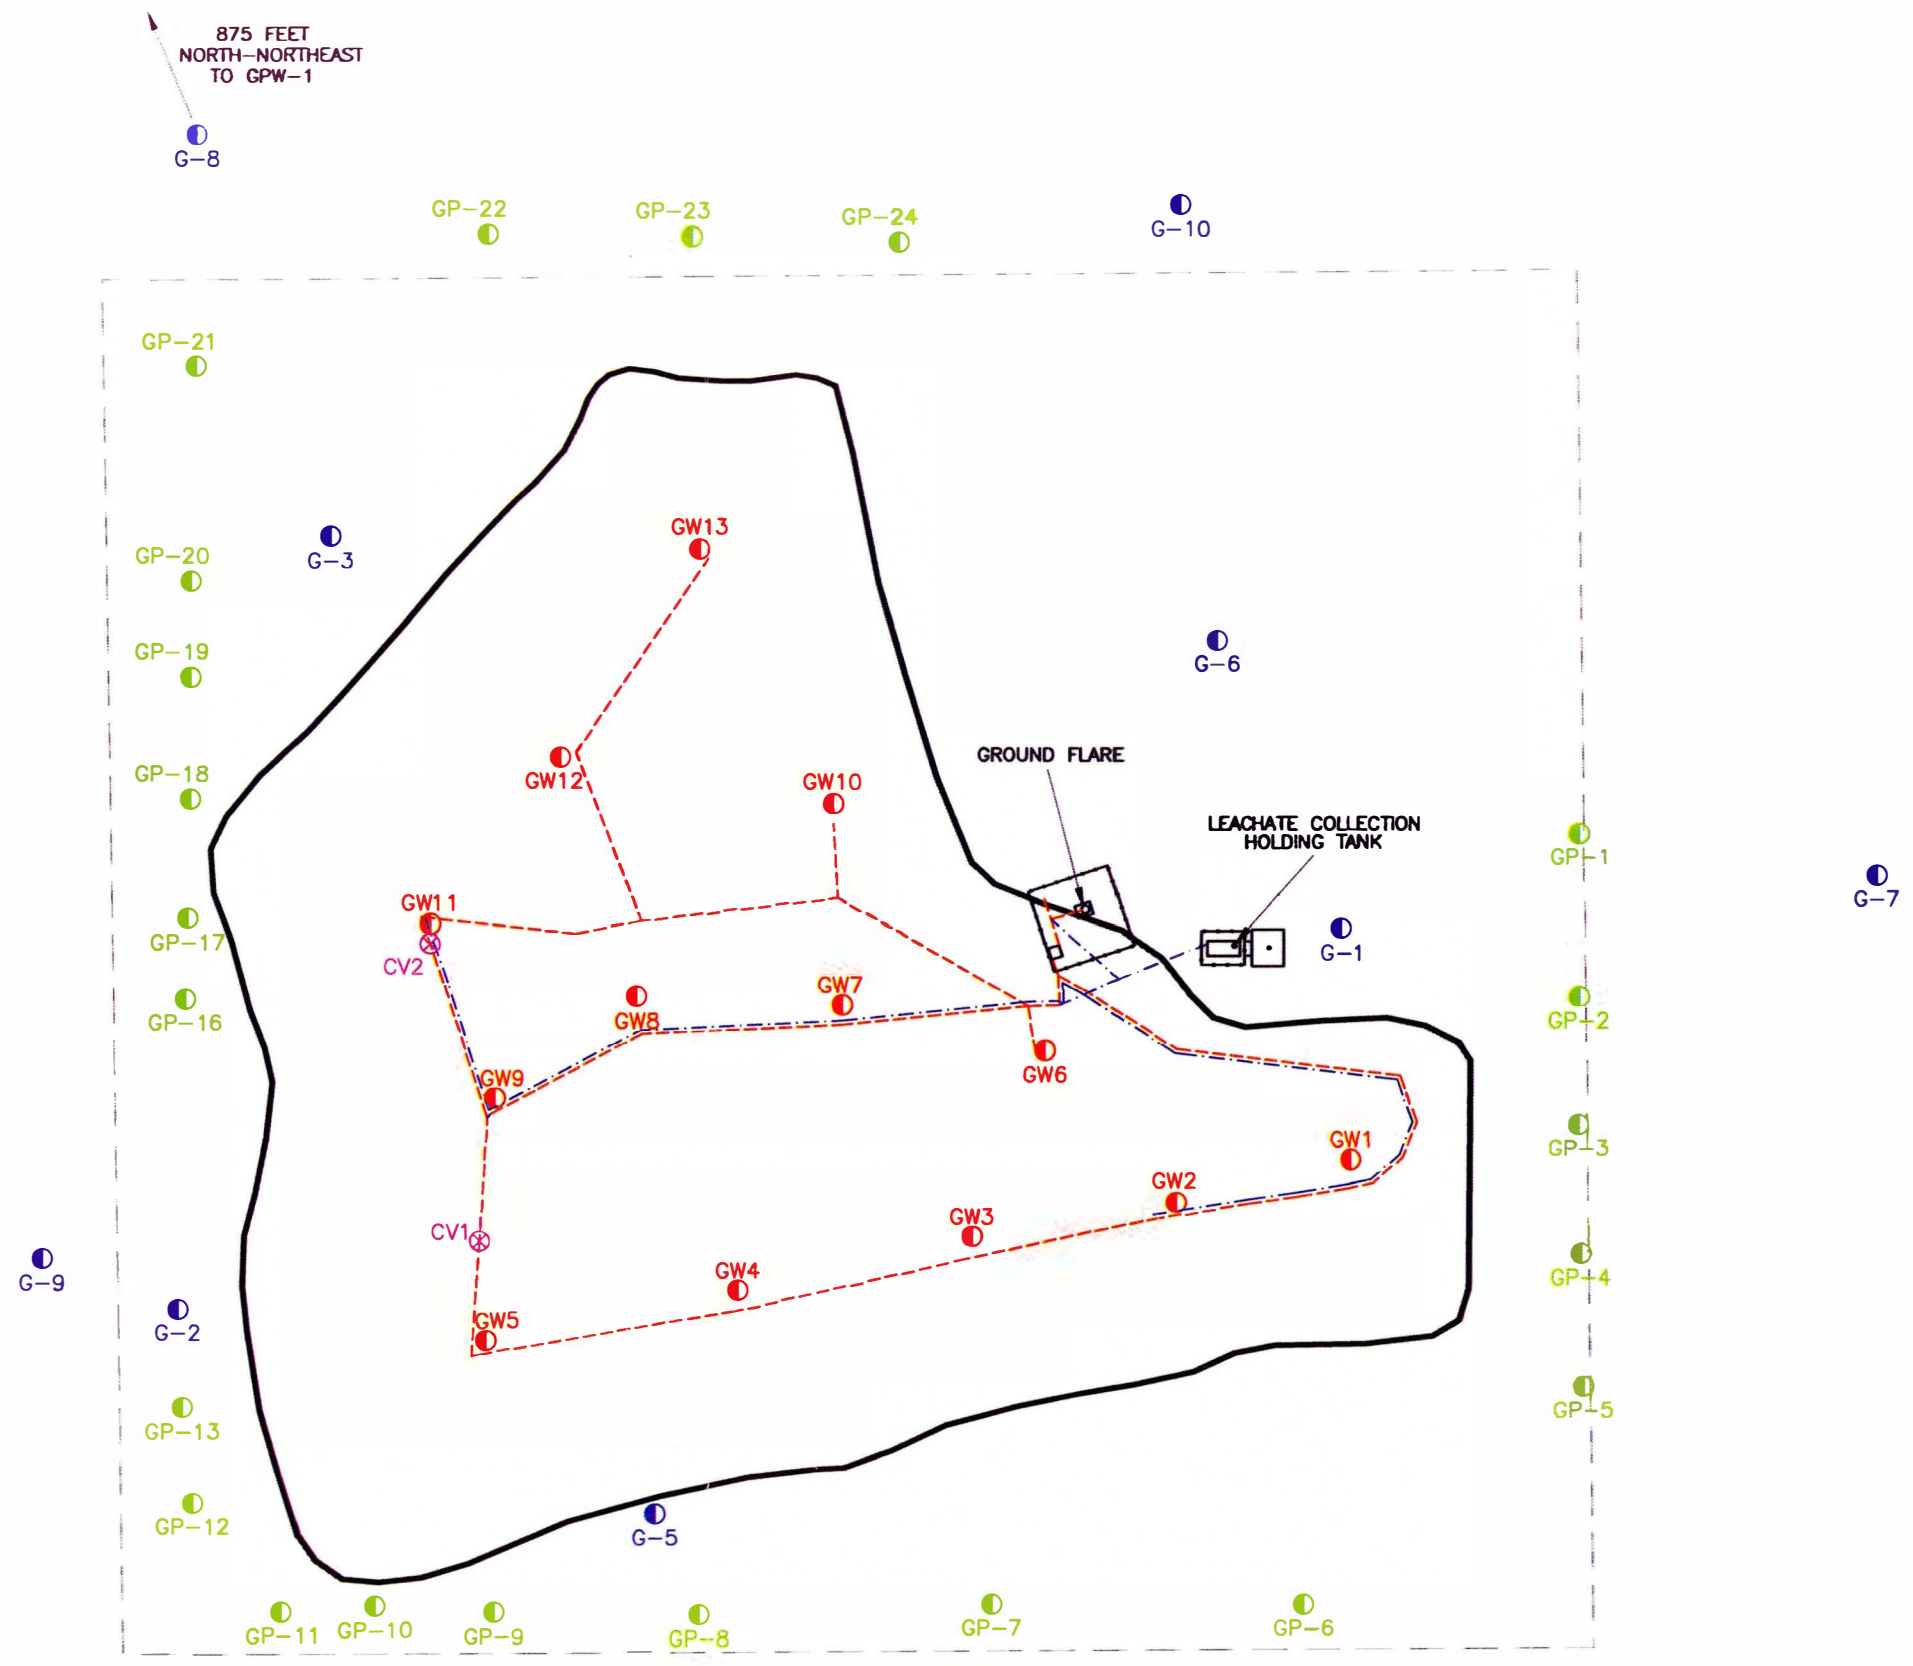 875 FEET
NORTH-NORTHEAST
TO GPW-1
G-8
GP-22
GP-23
GP-24
G-10
GP-21
GW13
GP-20
G-3
GP-19
G-6
GROUND FLARE
GP-18
GW12
GW10
LEACHATE COLLECTION
HOLDING TANK
GP-1
G-7
GW11
GP-17
G-1
CV2
GW7
GP-16
GW8
GP-2
GW6
GW9
GW1
GP-3
GW2
GW3
CV1
GW4
GP-4
G-9
GW5
G-2
GP-5
GP-13
GP-12
G-5
GP-11
GP-10
GP-9
GP-8
GP-7
GP-6